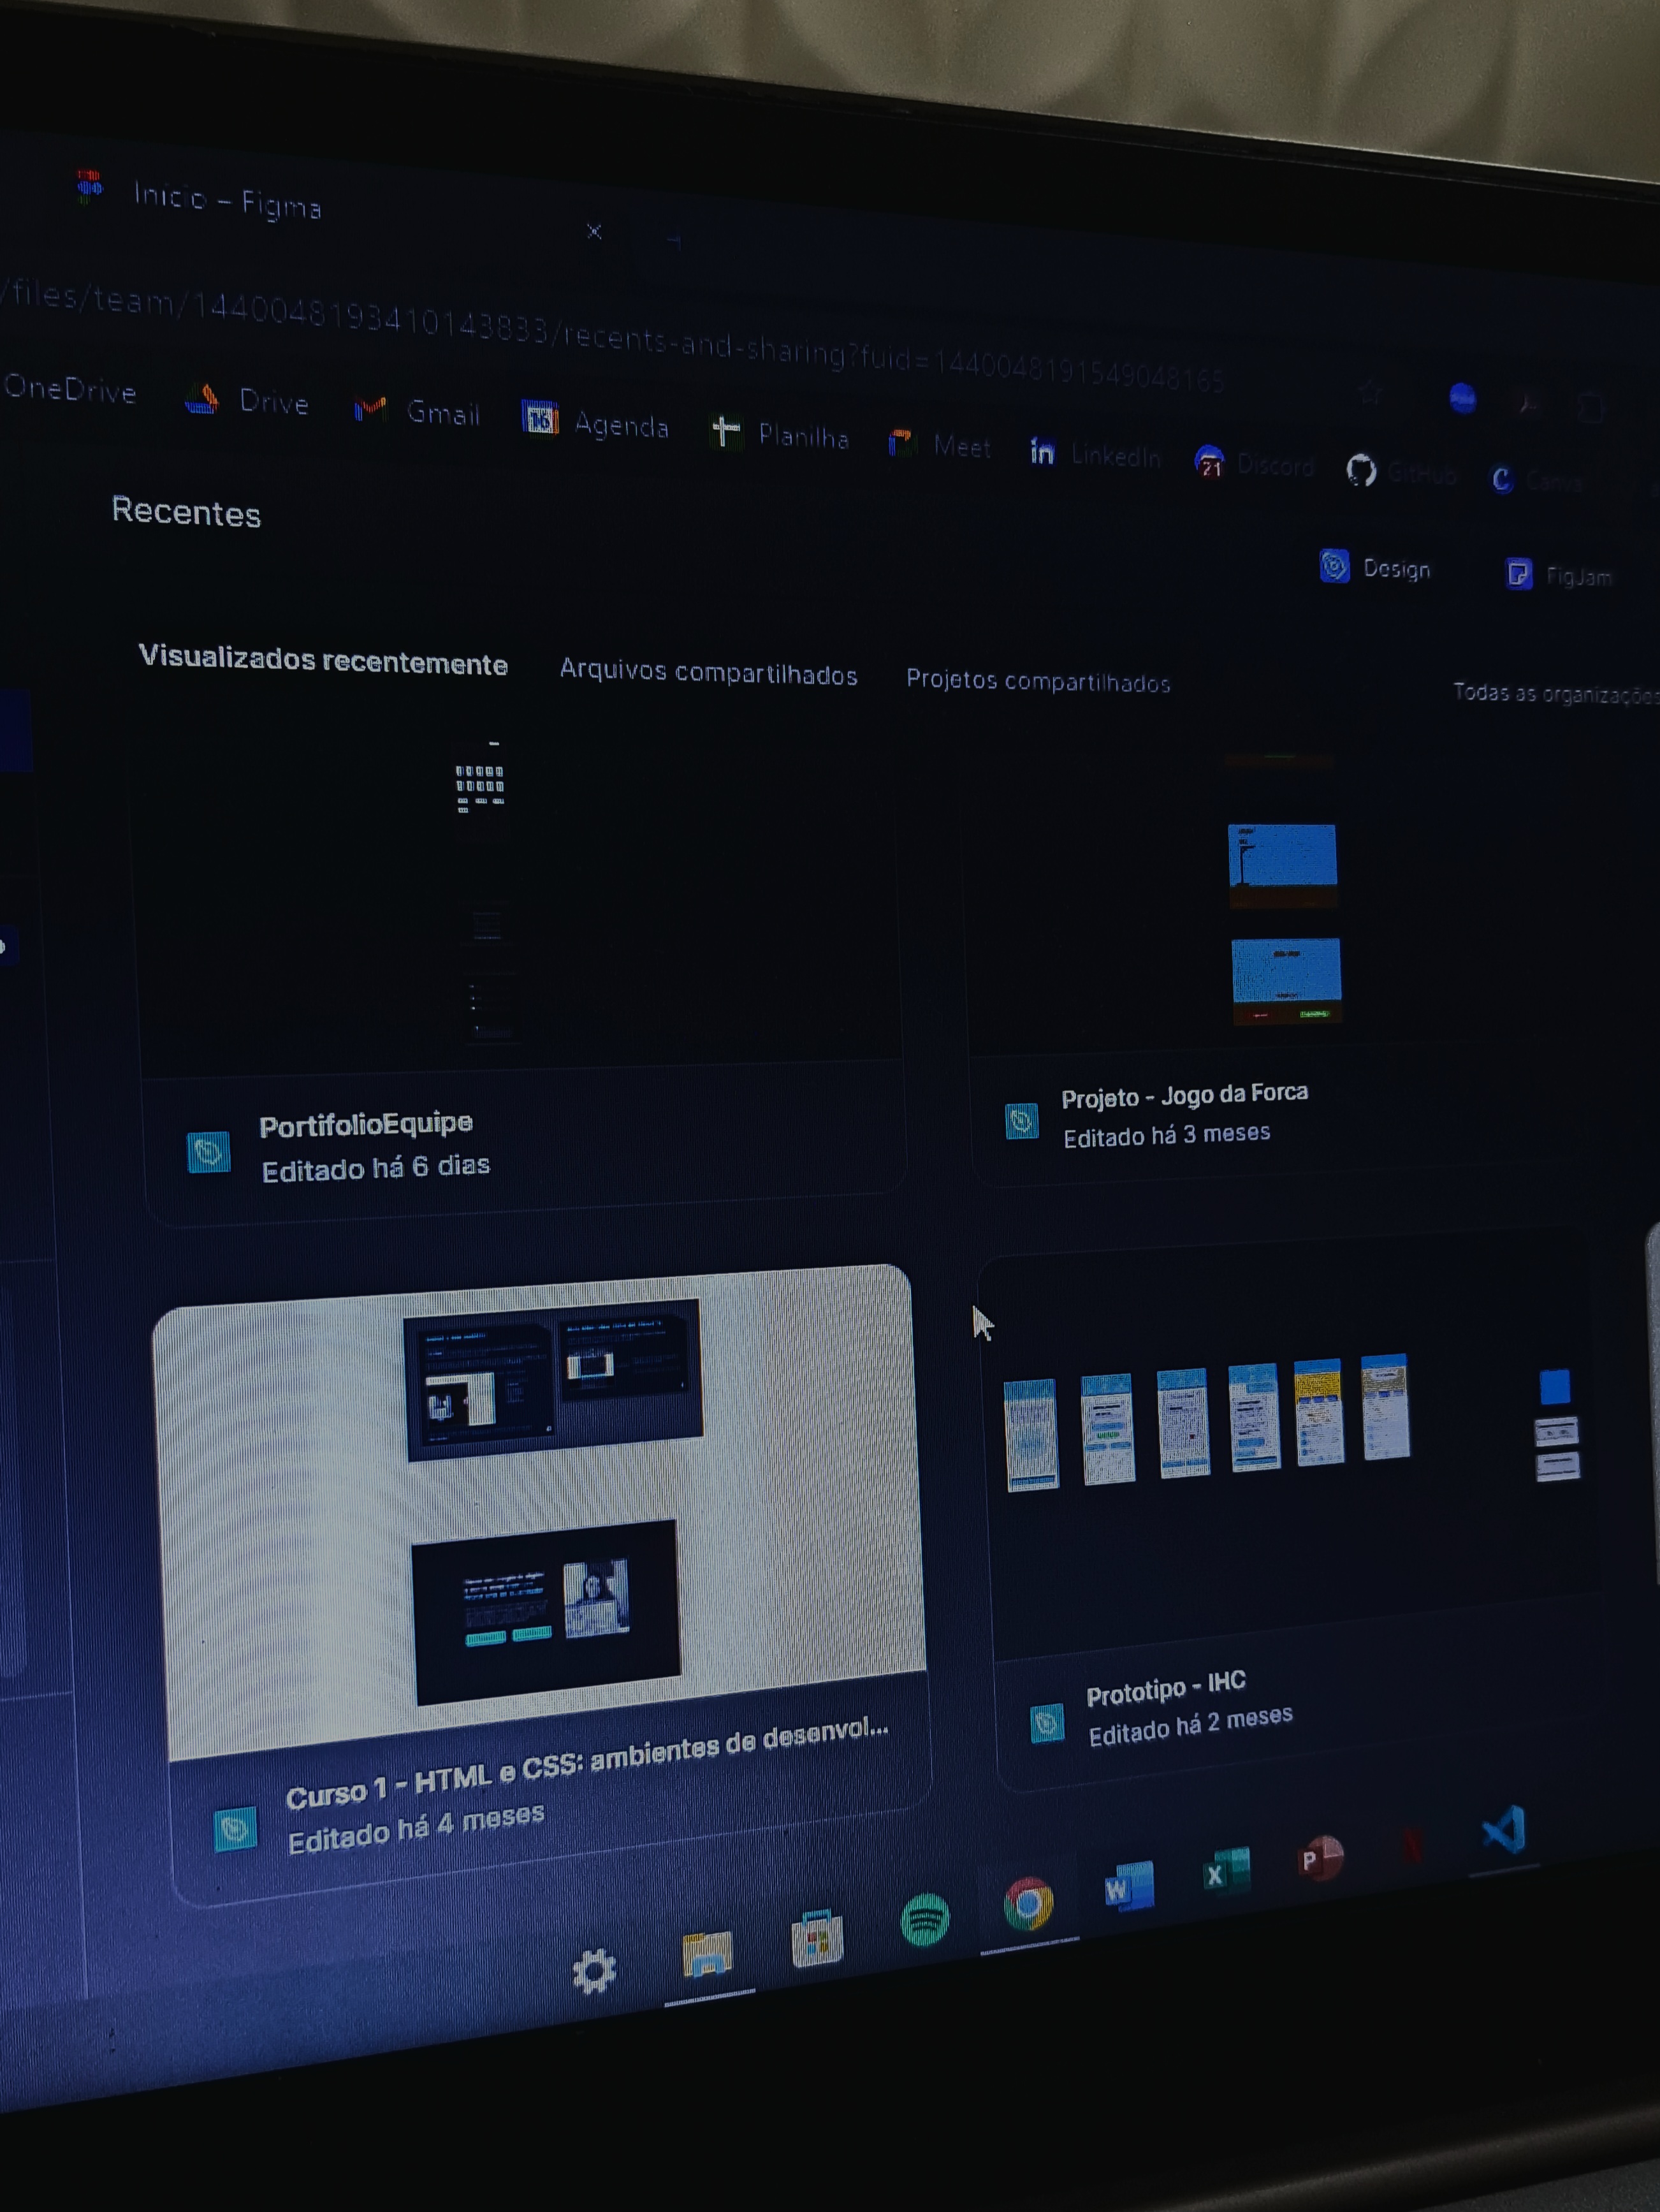 Início – Figma
/files/team/1440048193410143833/recents-and-sharing?fuid=1440048191549048165
OneDrive Drive Gmail 16 Agenda Planilha Meet in LinkedIn 21 Discord GitHub C Canva
Recentes
Design FigJam
Visualizados recentemente Arquivos compartilhados Projetos compartilhados Todas as organizações
PortifolioEquipe
Editado há 6 dias
Projeto - Jogo da Forca
Editado há 3 meses
Curso 1 - HTML e CSS: ambientes de desenvol...
Editado há 4 meses
Prototipo - IHC
Editado há 2 meses
W X P